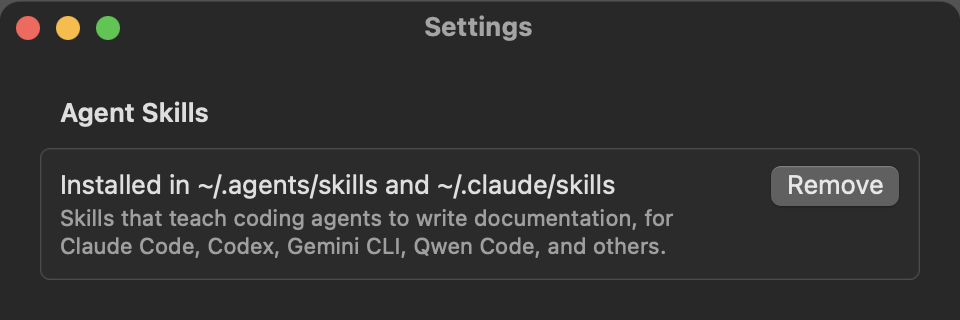 Settings
Agent Skills
Installed in ~/.agents/skills and ~/.claude/skills
Remove
Skills that teach coding agents to write documentation, for
Claude Code, Codex, Gemini CLI, Qwen Code, and others.